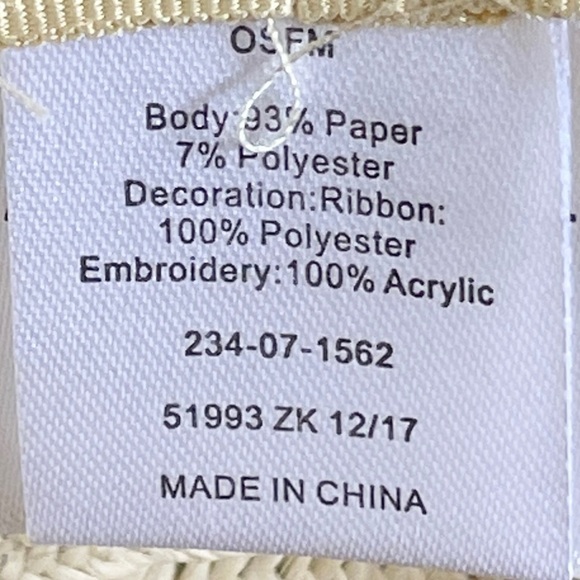 OSFM
Body:93% Paper
7% Polyester
Decoration:Ribbon:
100% Polyester
Embroidery:100% Acrylic
234-07-1562
51993 ZK 12/17
MADE IN CHINA